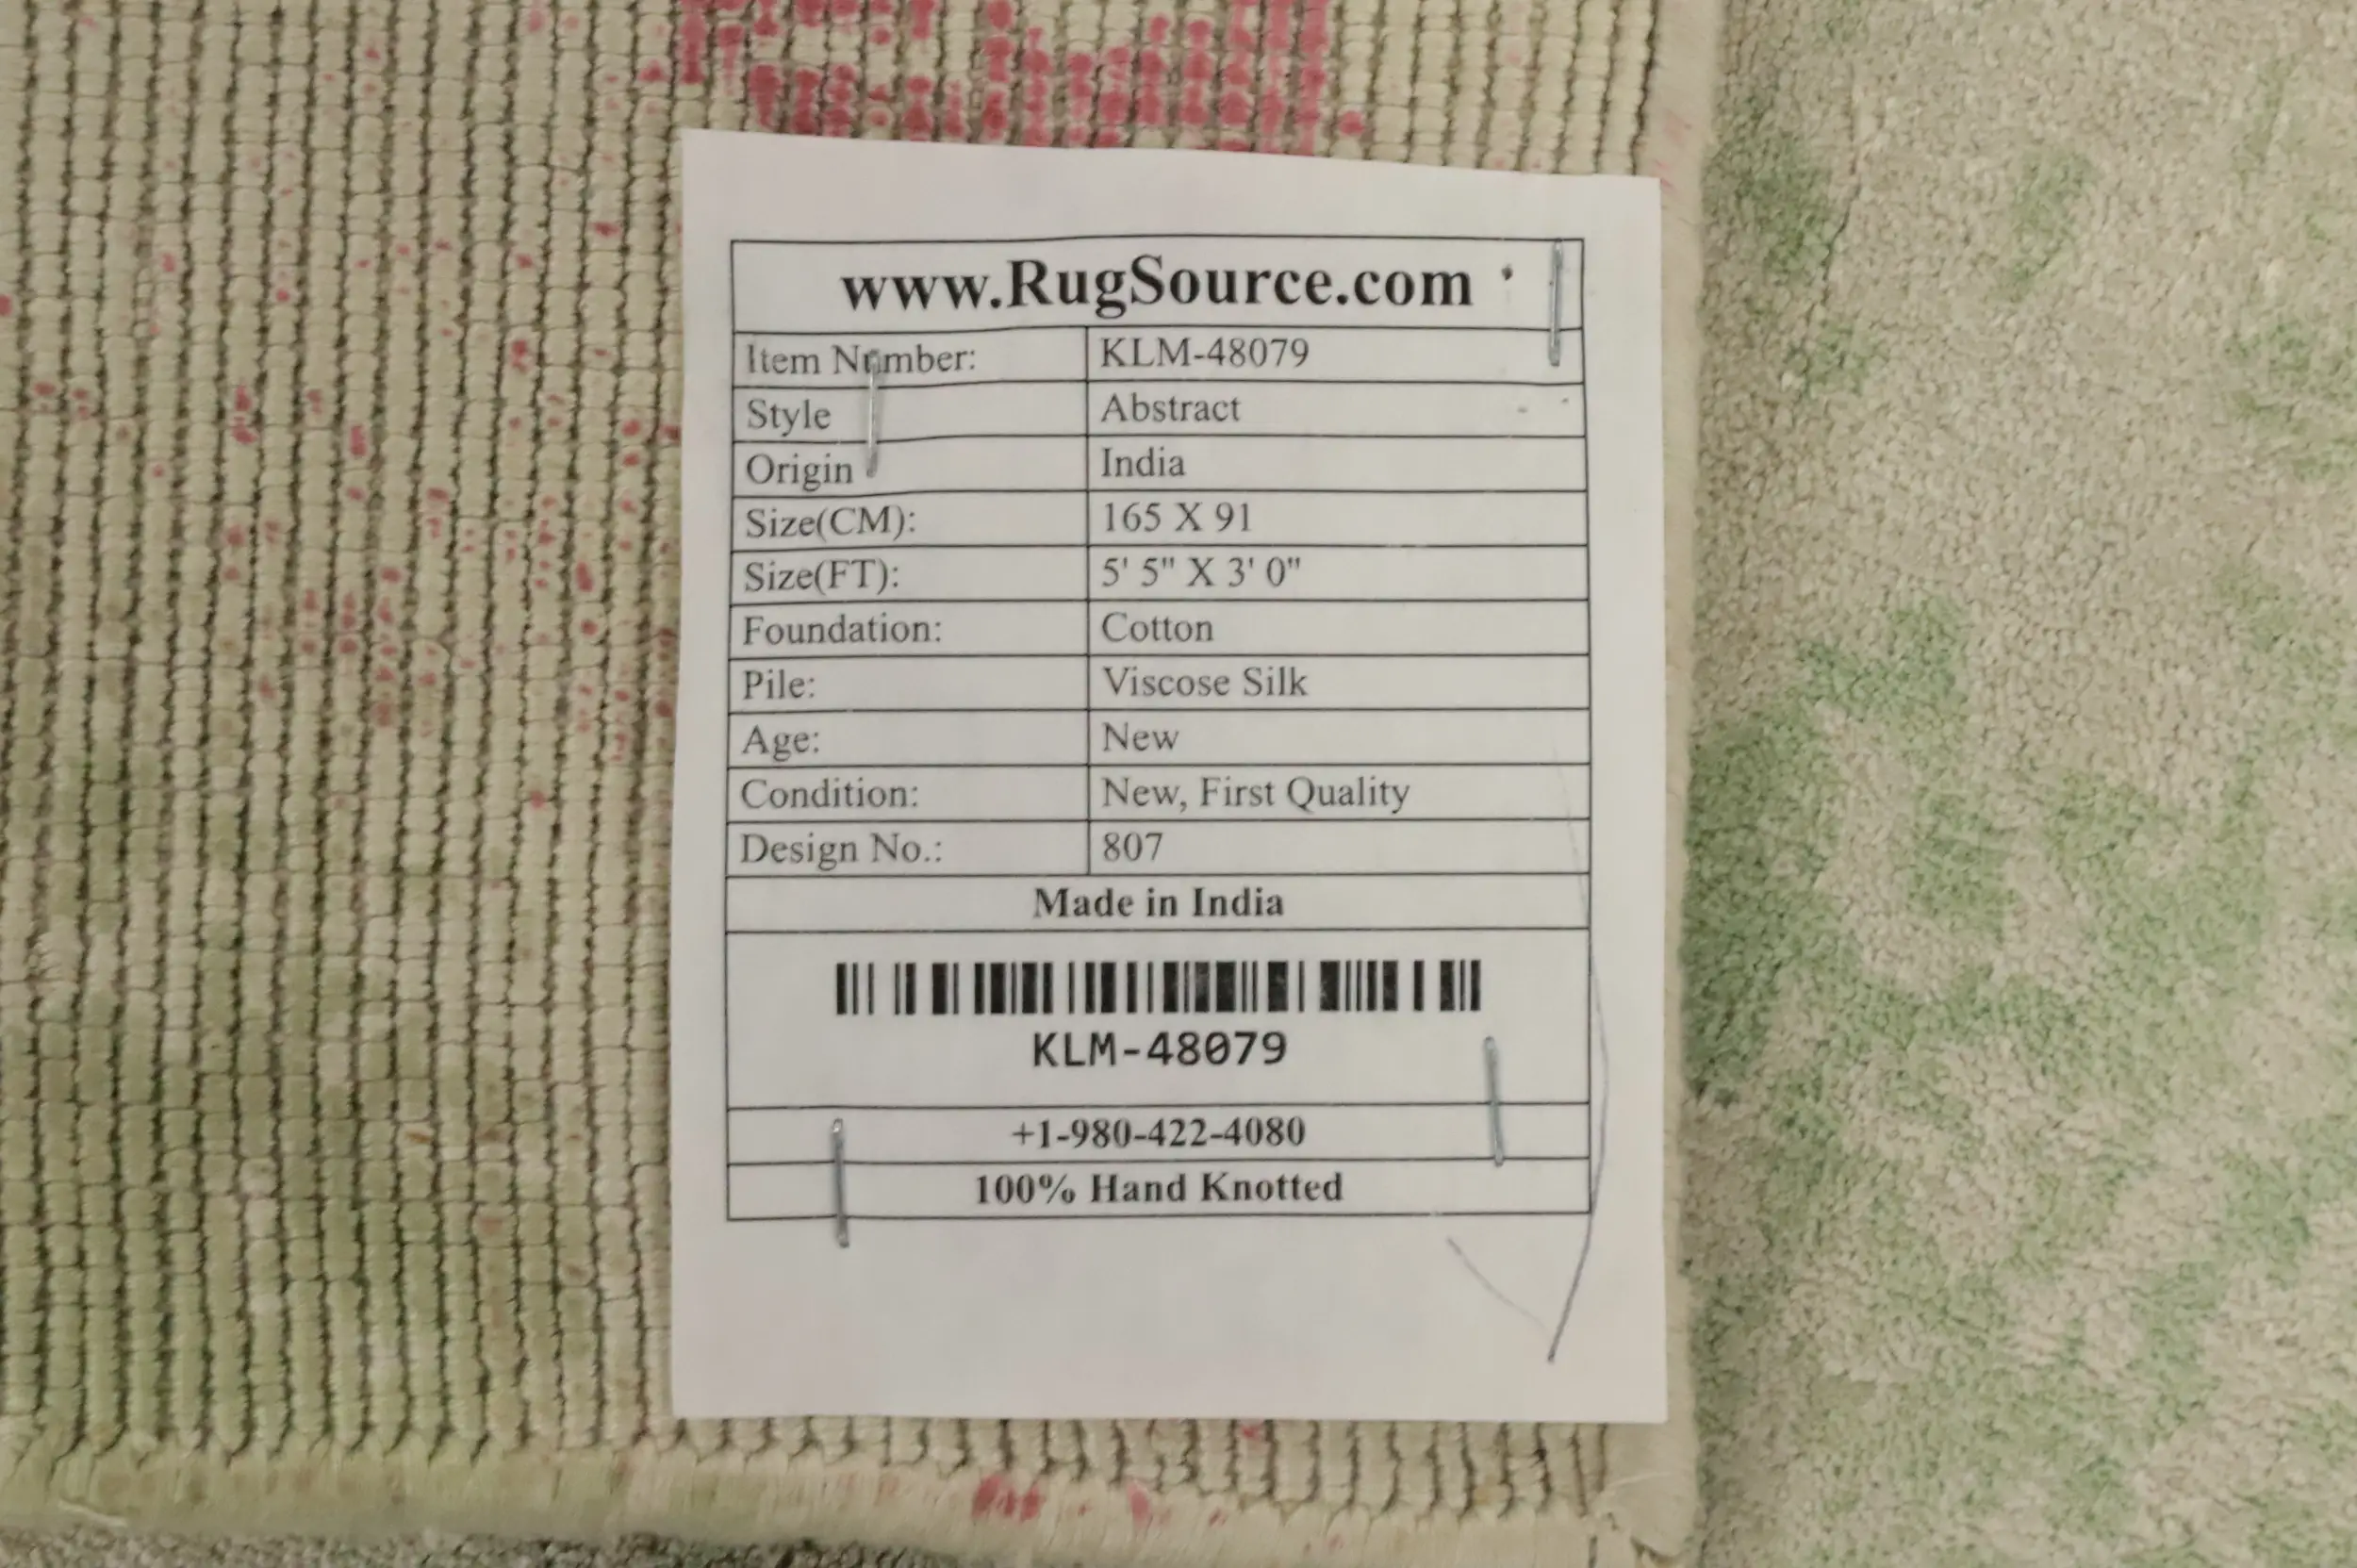 www.RugSource.com
Item Number: KLM-48079
Style Abstract
Origin India
Size(CM): 165 X 91
Size(FT): 5' 5" X 3' 0"
Foundation: Cotton
Pile: Viscose Silk
Age: New
Condition: New, First Quality
Design No.: 807
Made in India
KLM-48079
+1-980-422-4080
100% Hand Knotted